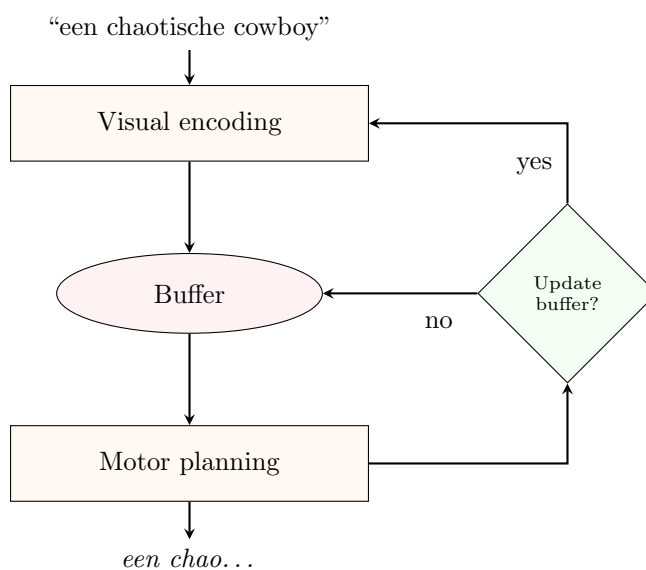 “een chaotische cowboy”
Visual encoding
yes
Update
buffer?
Buffer
no
Motor planning
een chao...